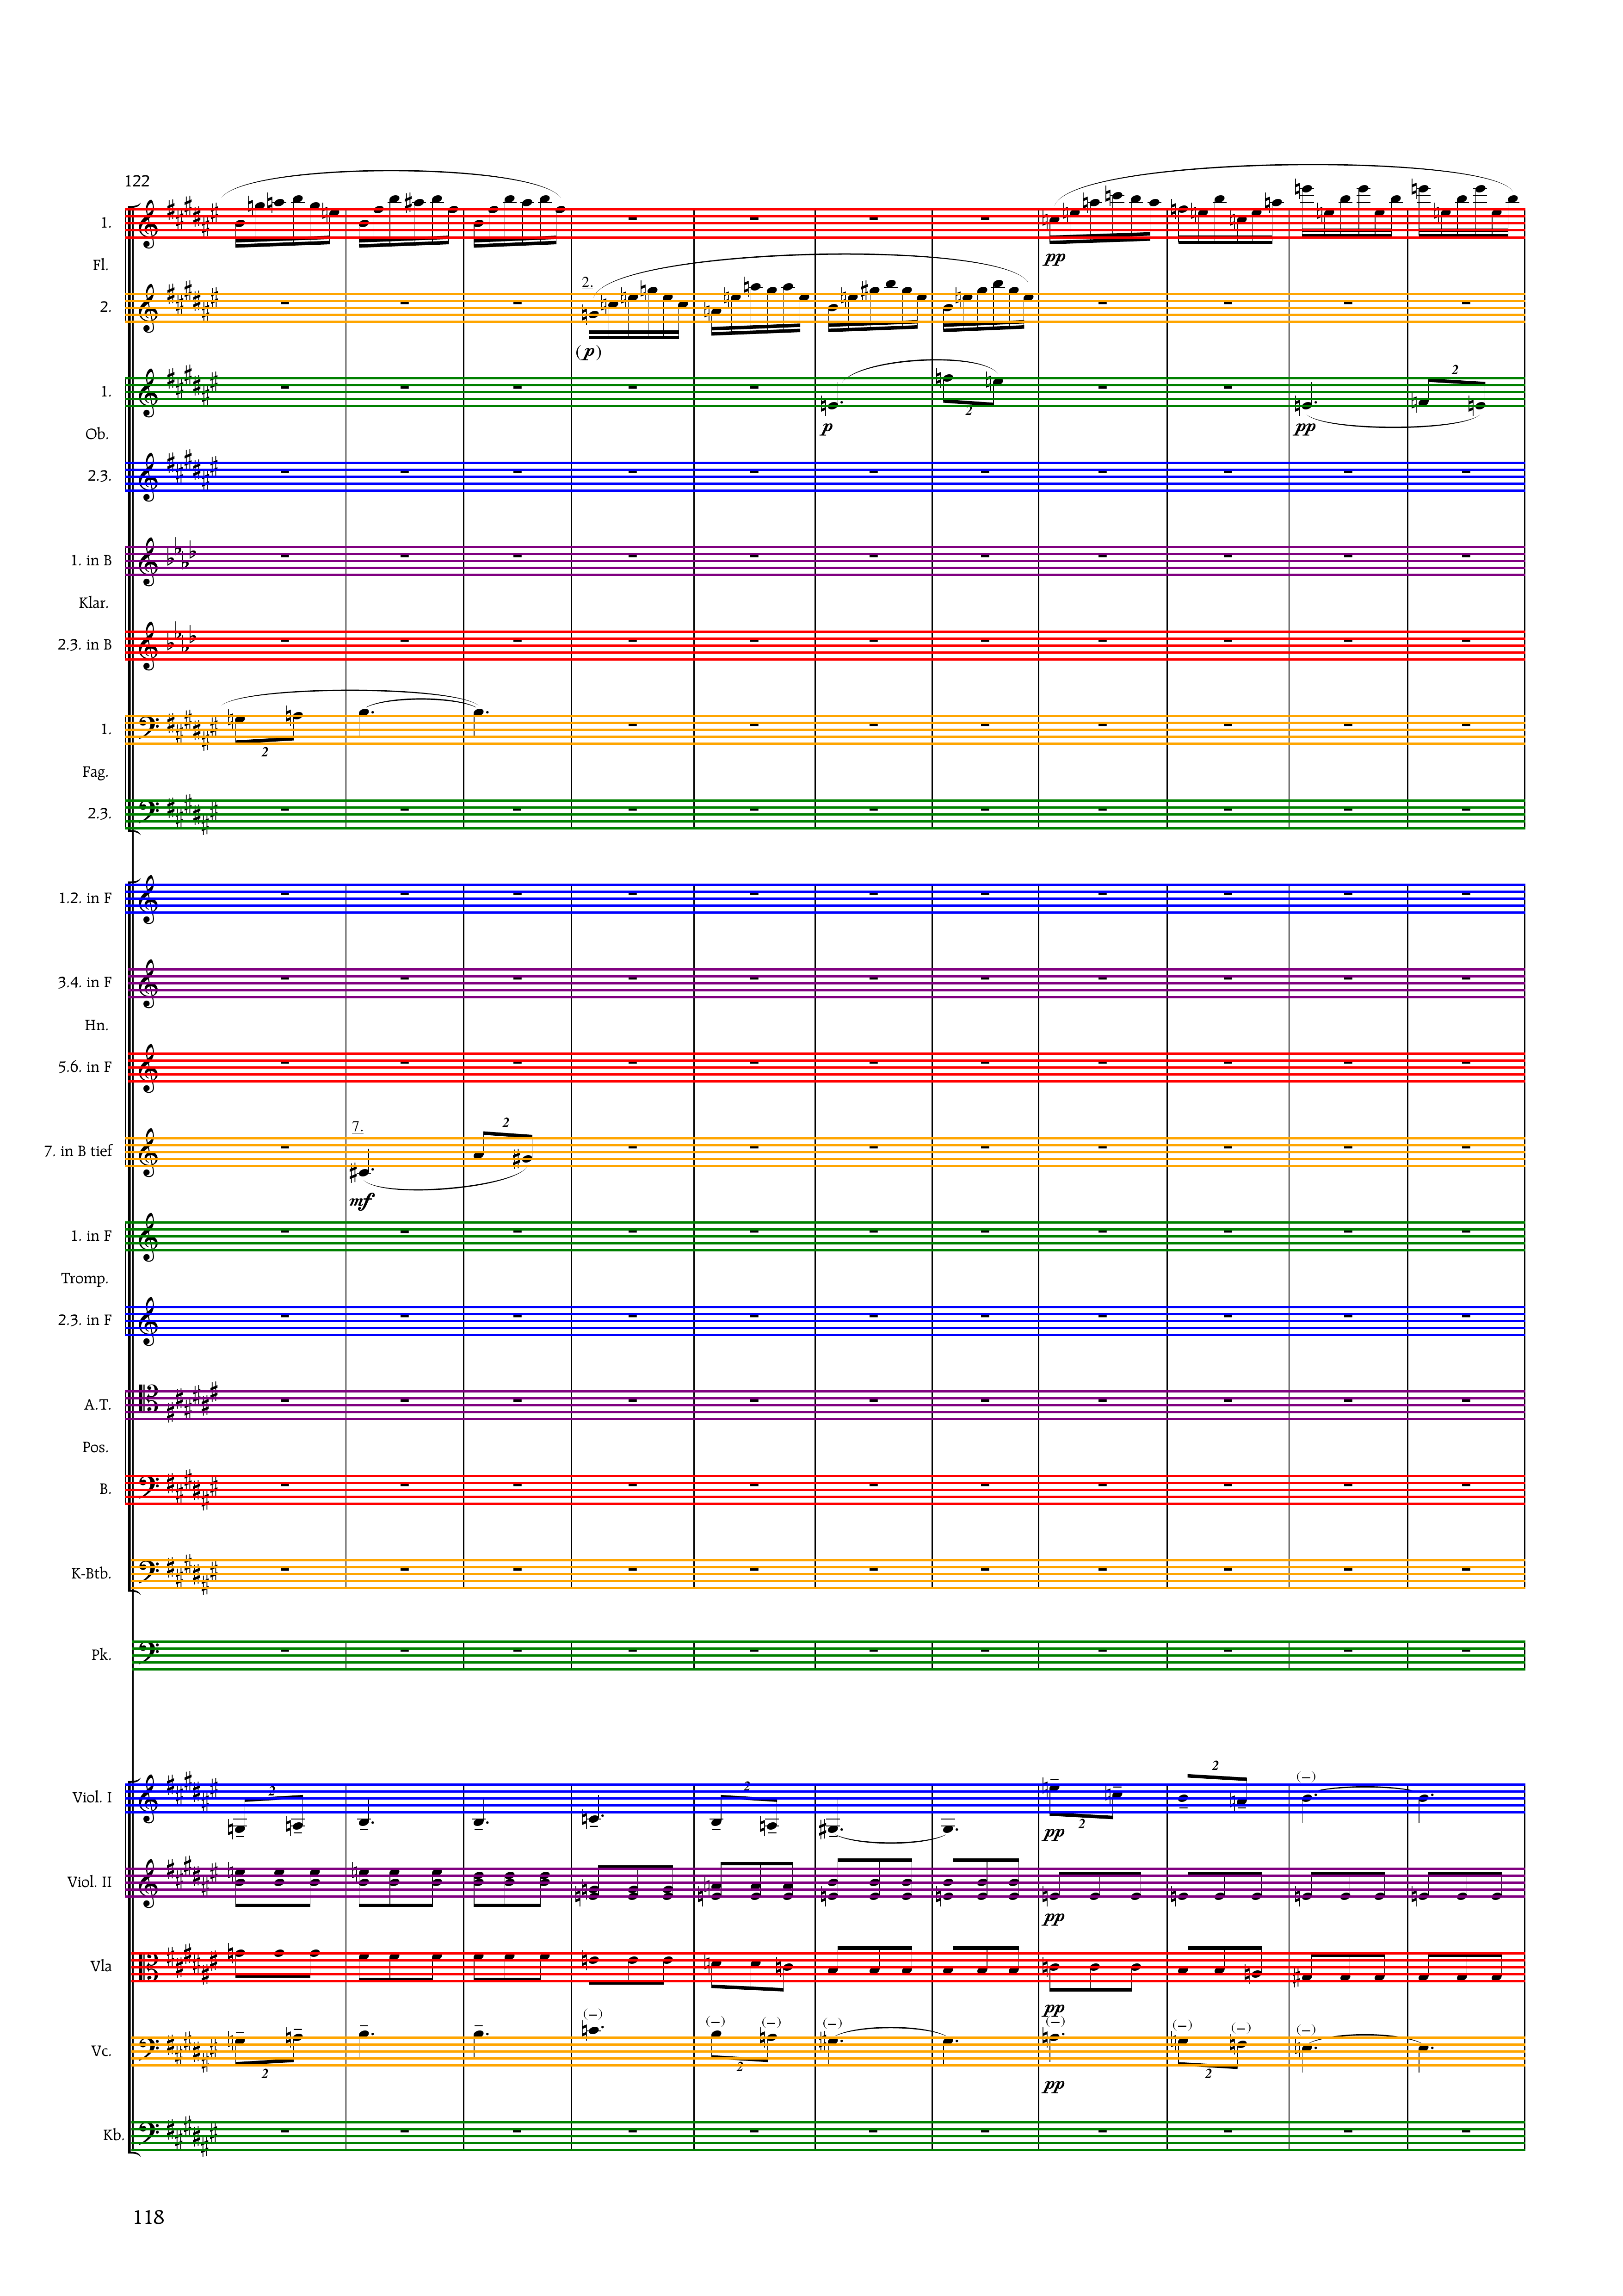 122
1.
Fl.
pp
2.
2.
(p)
1.
2
p
2
pp
Ob.
2.3.
1. in B
Klar.
2.3. in B
1.
2
Fag.
2.3.
1.2. in F
3.4. in F
Hn.
5.6. in F
7.
2
7. in B tief
mf
1. in F
Tromp.
2.3. in F
A.T.
Pos.
B.
K-Btb.
Pk.
2
2
2
Viol. I
2
pp
Viol. II
pp
Vla
pp
Vc.
2
2
2
pp
Kb.
118